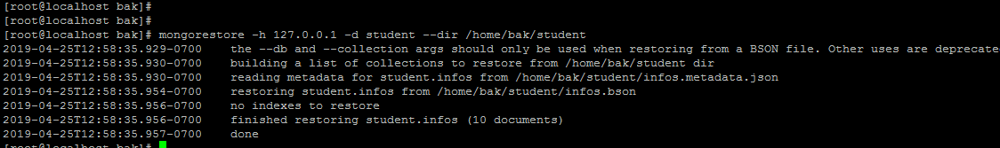 [root@localhost bak]#
[root@localhost bak]#
[root@localhost bak]# mongorestore -h 127.0.0.1 -d student --dir /home/bak/student
2019-04-25T12:58:35.929-0700 the --db and --collection args should only be used when restoring from a BSON file. Other uses are deprecate
2019-04-25T12:58:35.930-0700 building a list of collections to restore from /home/bak/student dir
2019-04-25T12:58:35.930-0700 reading metadata for student.infos from /home/bak/student/infos.metadata.json
2019-04-25T12:58:35.954-0700 restoring student.infos from /home/bak/student/infos.bson
2019-04-25T12:58:35.956-0700 no indexes to restore
2019-04-25T12:58:35.956-0700 finished restoring student.infos (10 documents)
2019-04-25T12:58:35.957-0700 done
[root@localhost bak]#